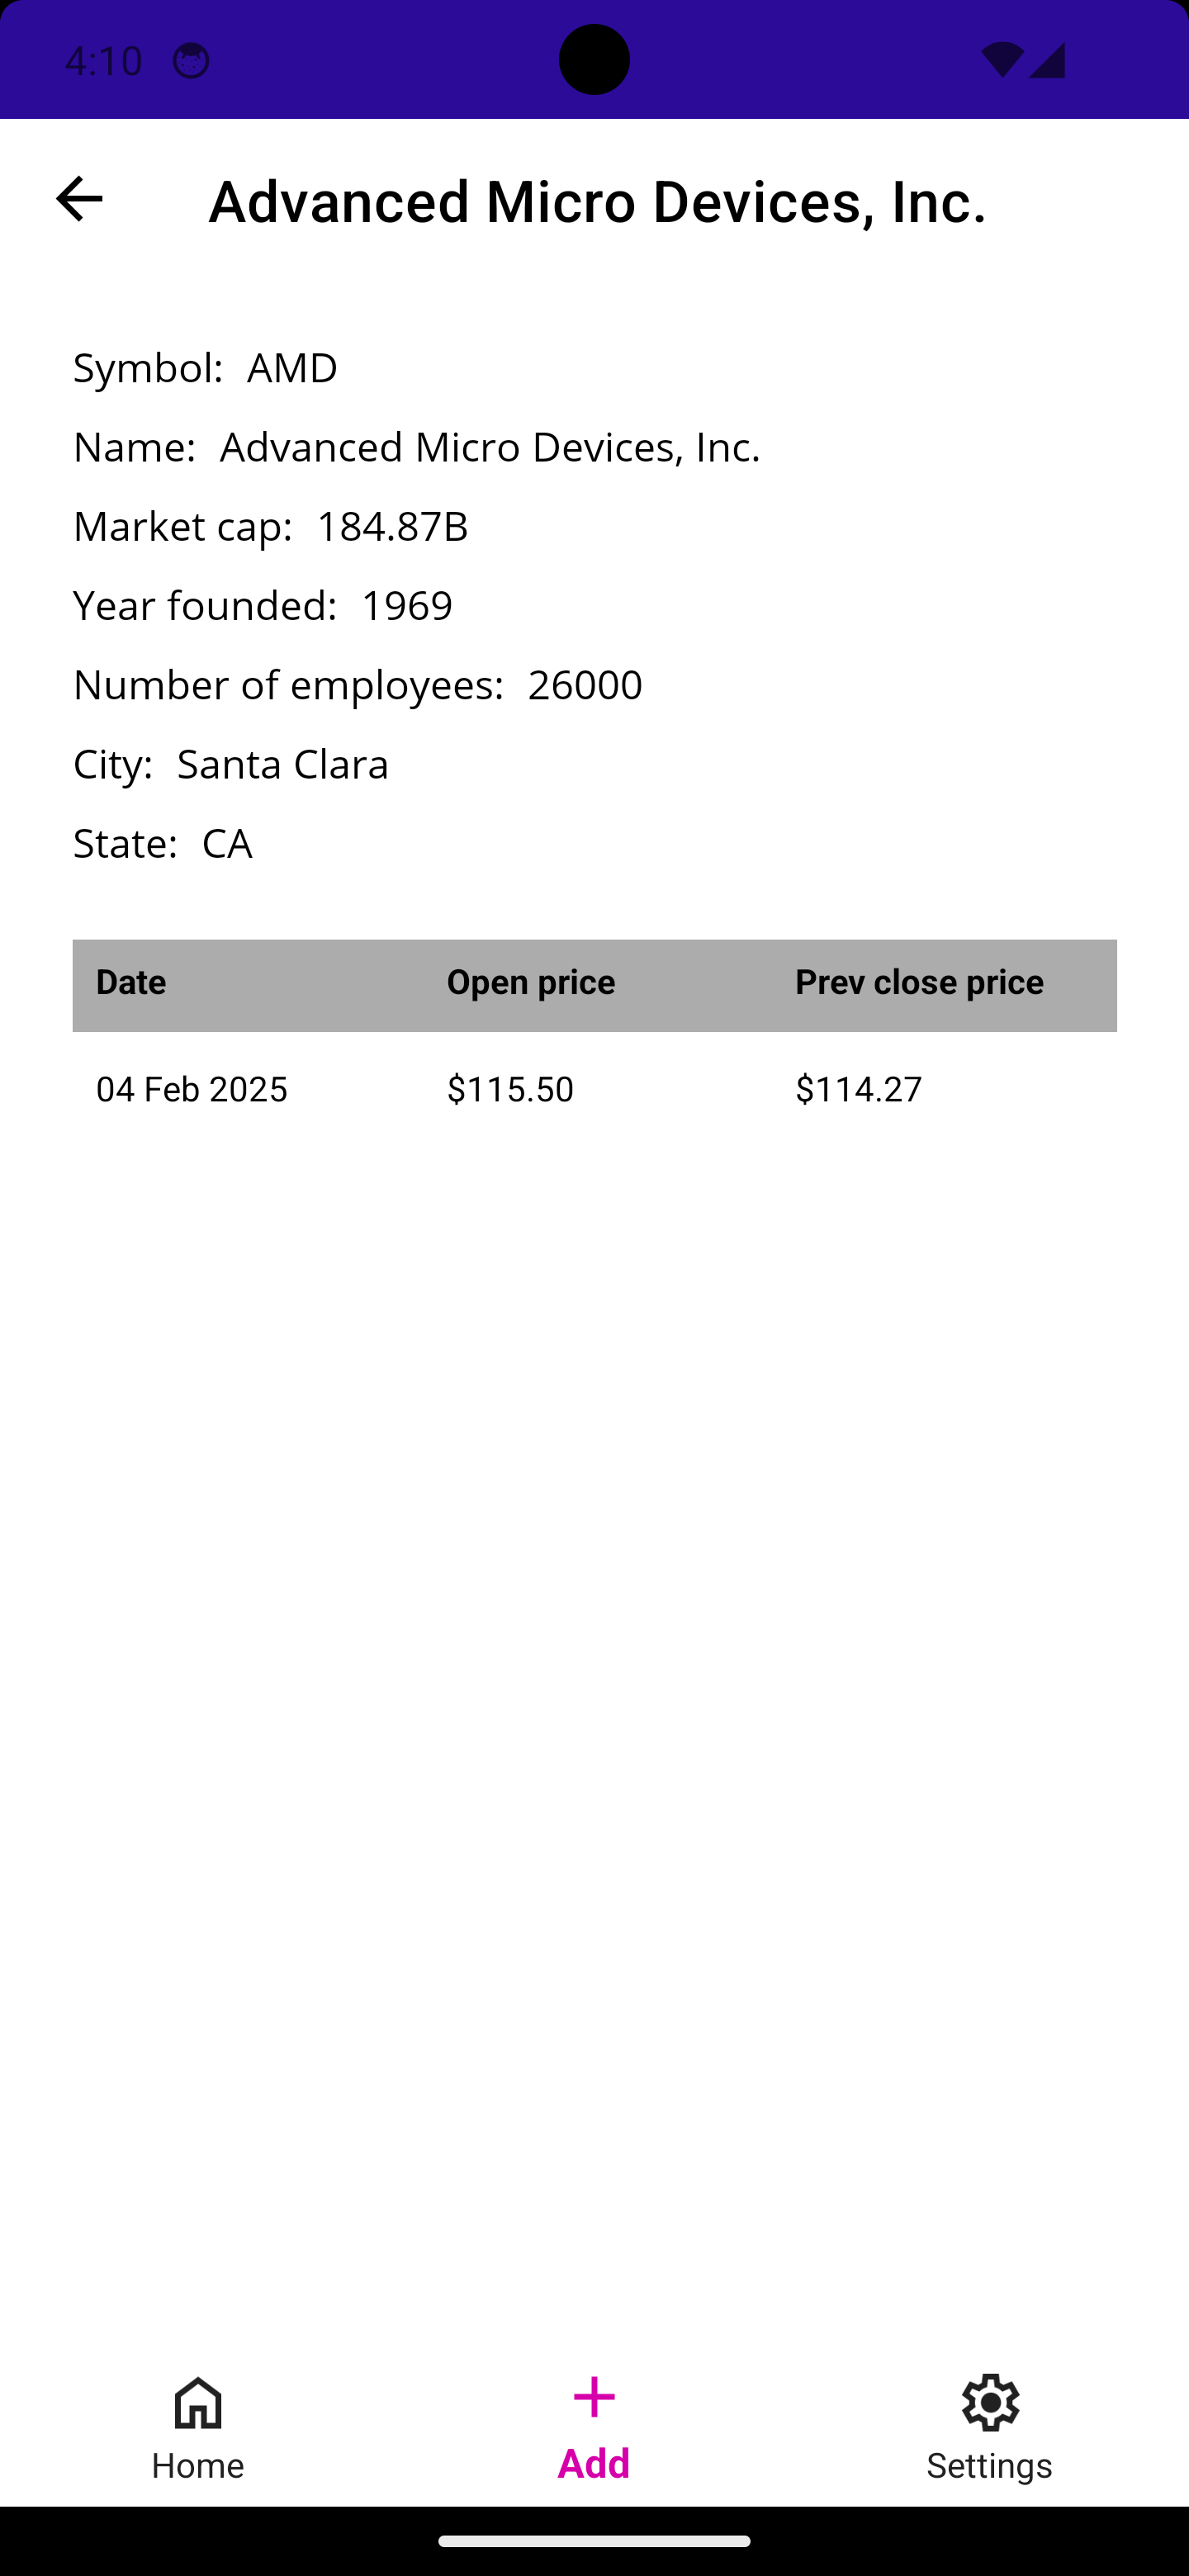 4:10
Advanced Micro Devices, Inc.
Symbol: AMD
Name: Advanced Micro Devices, Inc.
Market cap: 184.87B
Year founded: 1969
Number of employees: 26000
City: Santa Clara
State: CA
Date Open price Prev close price
04 Feb 2025 $115.50 $114.27
Home Add Settings